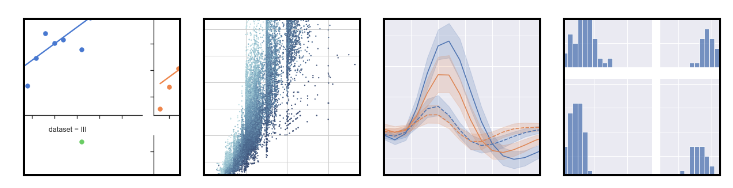 dataset = III